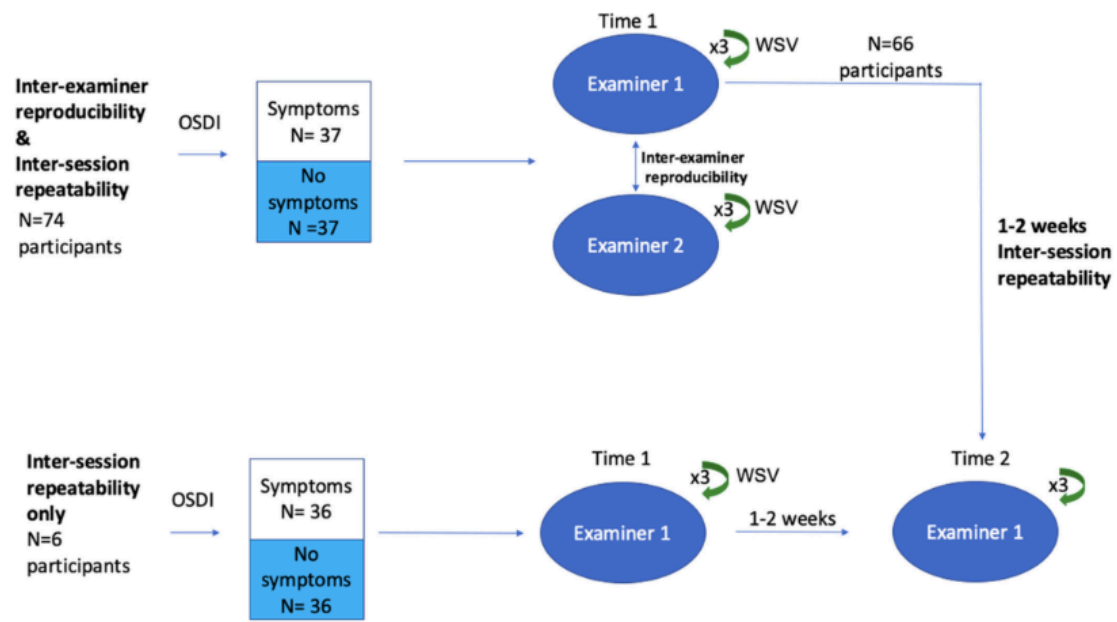 Inter-examiner
reproducibility
&
Inter-session
repeatability
N=74
participants
OSDI
Symptoms
N= 37
No
symptoms
N =37
Time 1
x3
WSV
Examiner 1
Inter-examiner
reproducibility
x3
WSV
Examiner 2
N=66
participants
1-2 weeks
Inter-session
repeatability
Inter-session
repeatability
only
N=6
participants
OSDI
Symptoms
N= 36
No
symptoms
N= 36
Time 1
x3
WSV
Examiner 1
1-2 weeks
Time 2
x3
Examiner 1